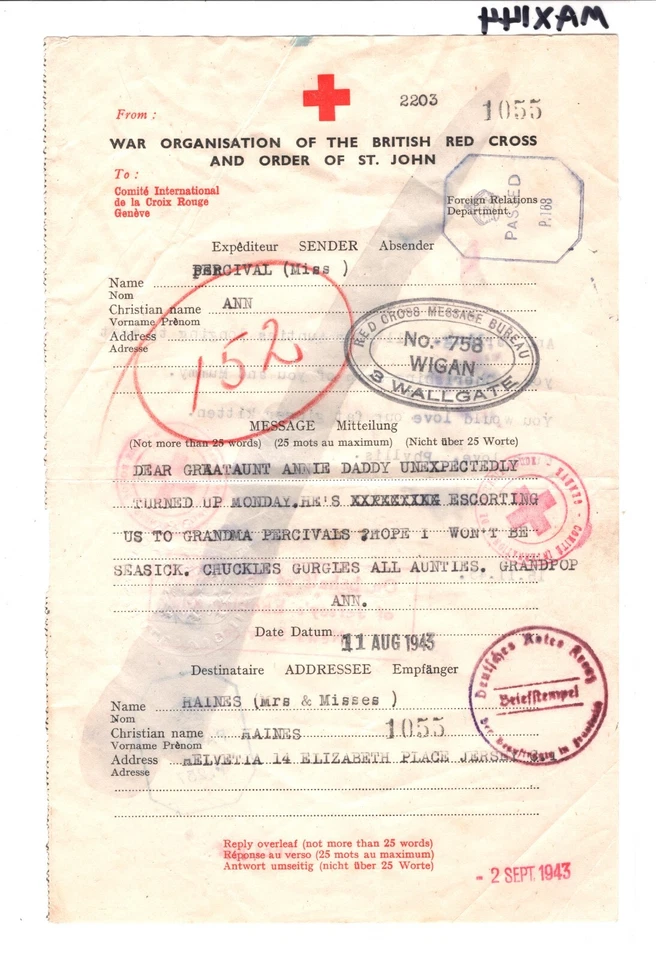 MAXI44
2203
1055
From :
WAR ORGANISATION OF THE BRITISH RED CROSS
AND ORDER OF ST. JOHN
To :
Comité International
de la Croix Rouge
Genève
Foreign Relations
Department.
PASSED
P.168
Expéditeur SENDER Absender
Name PERCIVAL (Miss )
Nom
Christian name ANN
Vorname Prènom
Address
Adresse
152
RED CROSS MESSAGE BUREAU
No. 758
WIGAN
3 WALLGATE
MESSAGE Mitteilung
(Not more than 25 words) (25 mots au maximum) (Nicht über 25 Worte)
DEAR GREATAUNT ANNIE DADDY UNEXPECTEDLY
TURNED UP MONDAY.HE'S XXXXXXXXX ESCORTING
US TO GRANDMA PERCIVALS ?HOPE I WON'T BE
SEASICK. CHUCKLES GURGLES ALL AUNTIES. GRANDPOP
ANN.
Date Datum 11 AUG 1943
Destinataire ADDRESSEE Empfänger
Name HAINES (Mrs & Misses )
Nom
Christian name HAINES
1055
Vorname Prènom
Address HELVETIA 14 ELIZABETH PLACE JERSEY
Adresse
Deutsches Rotes Kreuz
Briefstempel
Reply overleaf (not more than 25 words)
Réponse au verso (25 mots au maximum)
Antwort umseitig (nicht über 25 Worte)
- 2 SEPT 1943